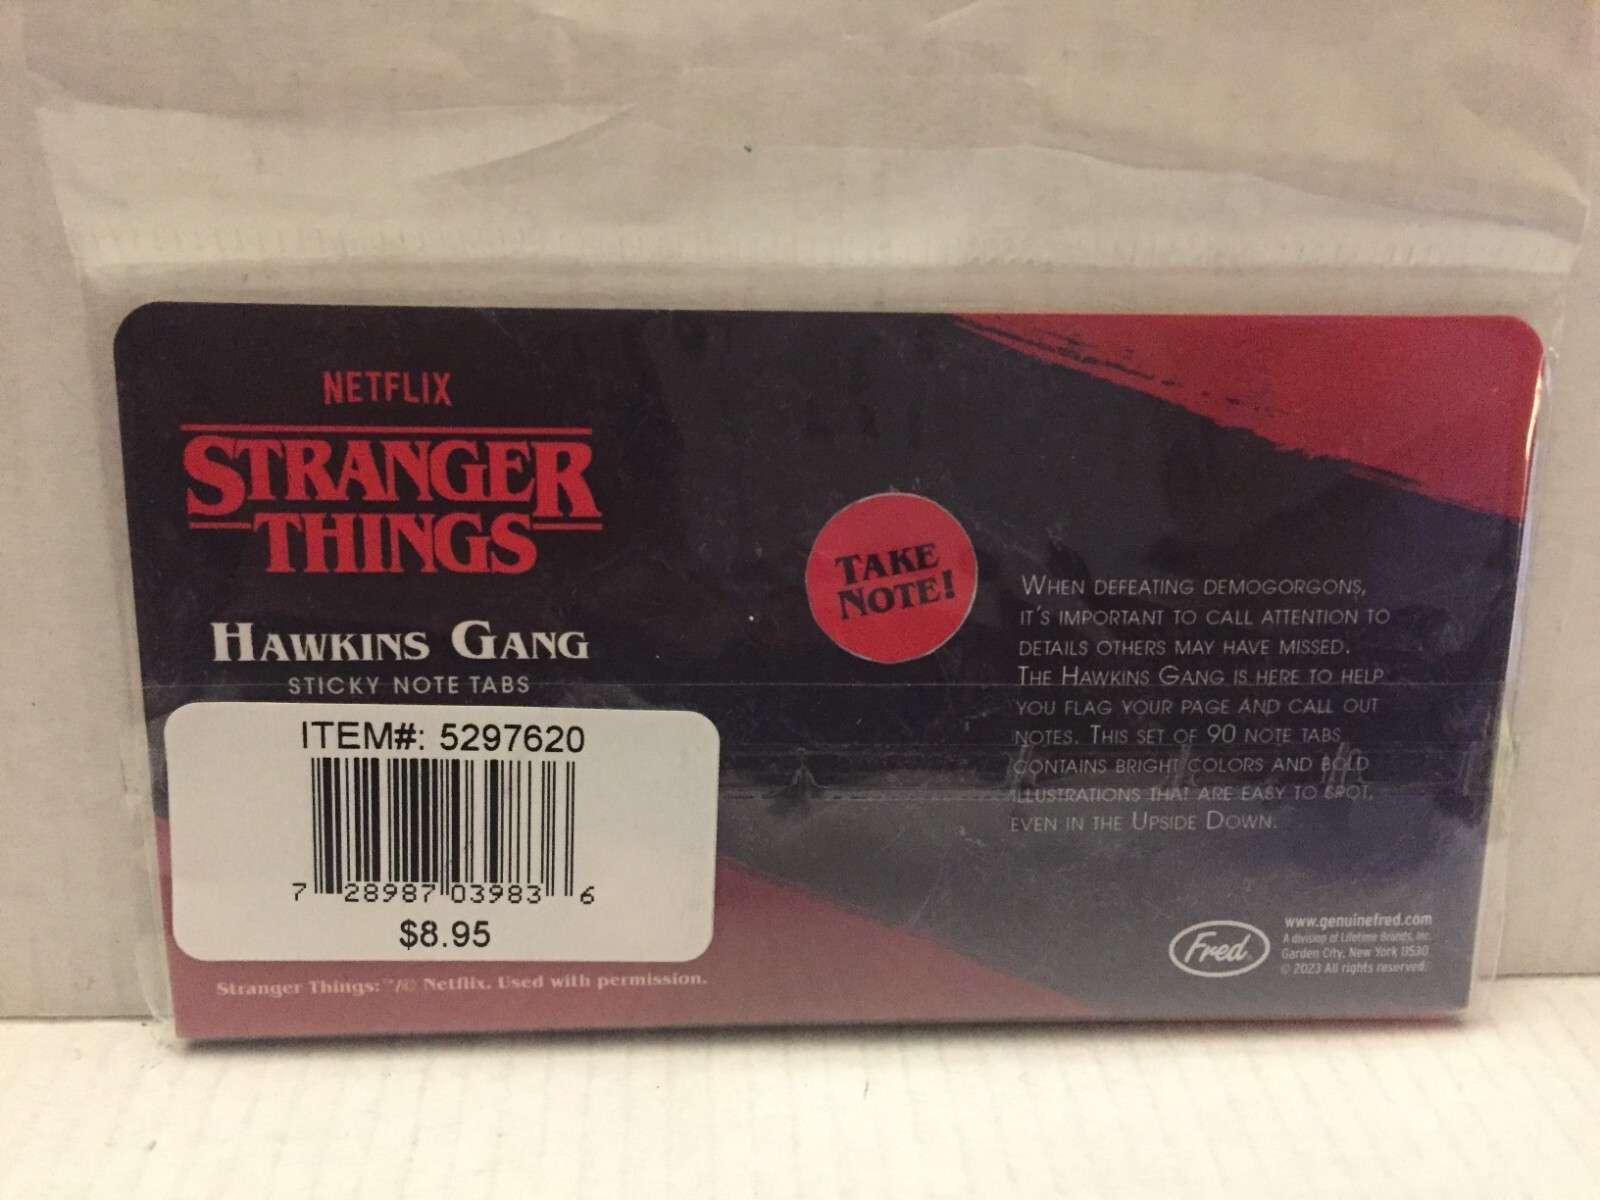 NETFLIX
STRANGER
THINGS
HAWKINS GANG
STICKY NOTE TABS
ITEM#: 5297620
7 28987 03983 6
$8.95
Stranger Things:™/© Netflix. Used with permission.
TAKE
NOTE!
WHEN DEFEATING DEMOGORGONS,
IT'S IMPORTANT TO CALL ATTENTION TO
DETAILS OTHERS MAY HAVE MISSED.
THE HAWKINS GANG IS HERE TO HELP
YOU FLAG YOUR PAGE AND CALL OUT
NOTES. THIS SET OF 90 NOTE TABS
CONTAINS BRIGHT COLORS AND BOLD
ILLUSTRATIONS THAT ARE EASY TO SPOT,
EVEN IN THE UPSIDE DOWN.
Fred
www.genuinefred.com
A division of Lifetime Brands, Inc.
Garden City, New York 11530
© 2023 All rights reserved.